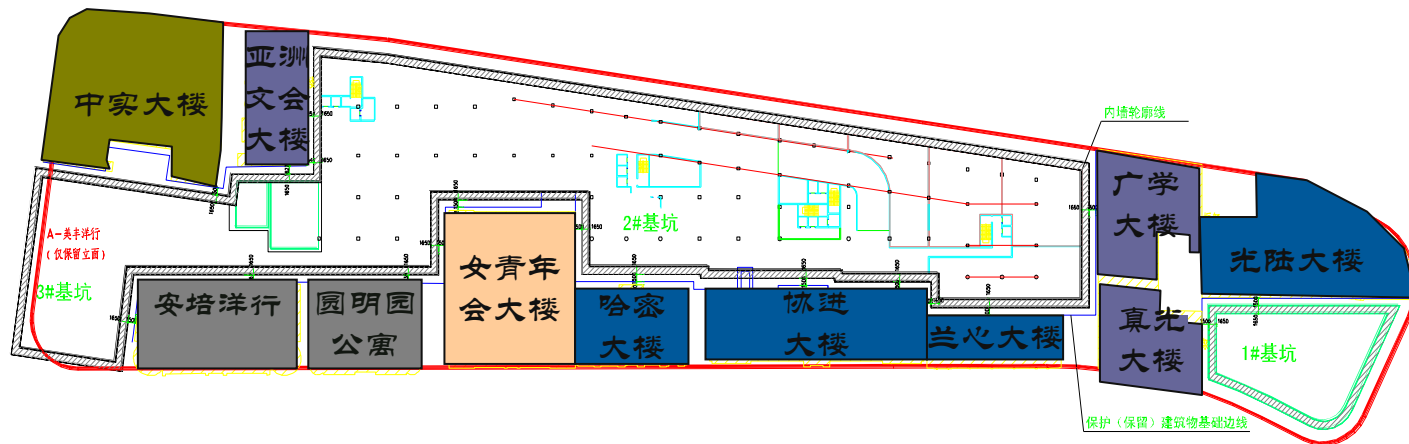 中实大楼
亚洲
文会
大楼
内墙轮廓线
广学
大楼
光陆大楼
2#基坑
A-美丰洋行
(仅保留立面)
3#基坑
安培洋行
圆明园
公寓
女青年
会大楼
哈密
大楼
协进
大楼
兰心大楼
真光
大楼
1#基坑
保护(保留)建筑物基础边线